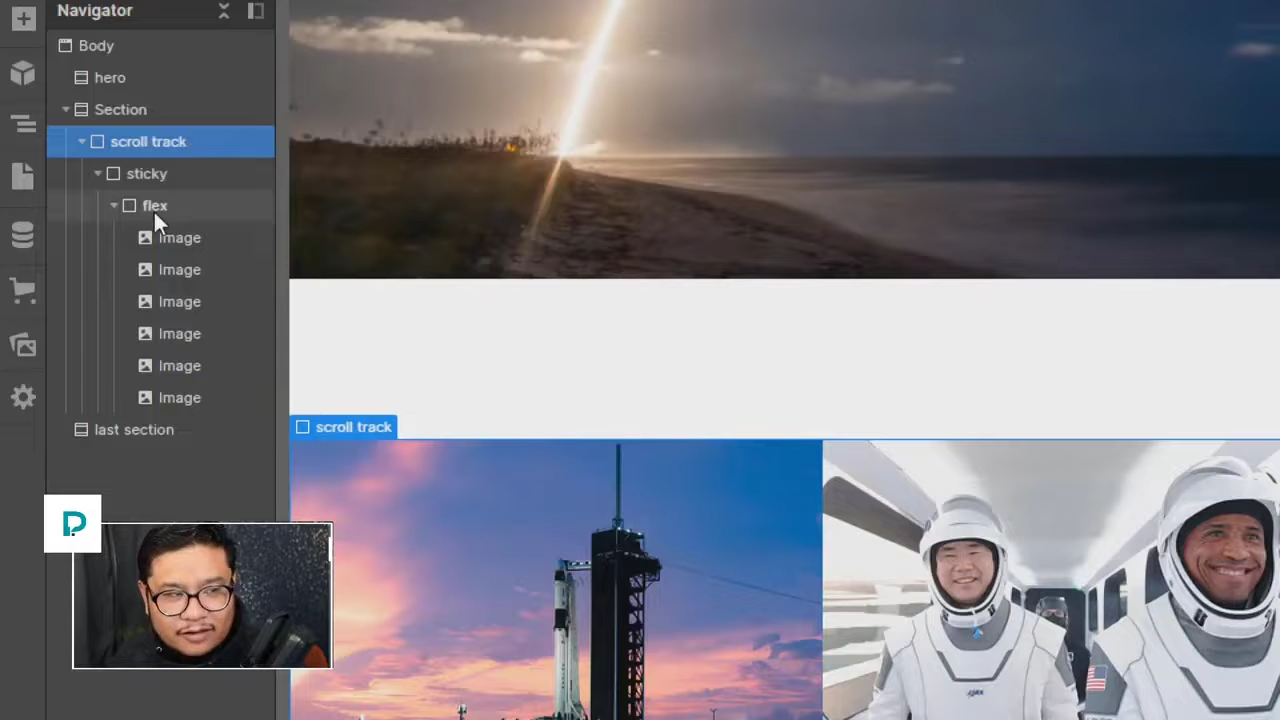 Navigator
Body
hero
Section
scroll track
sticky
flex
Image
Image
Image
Image
Image
Image
last section
scroll track
P